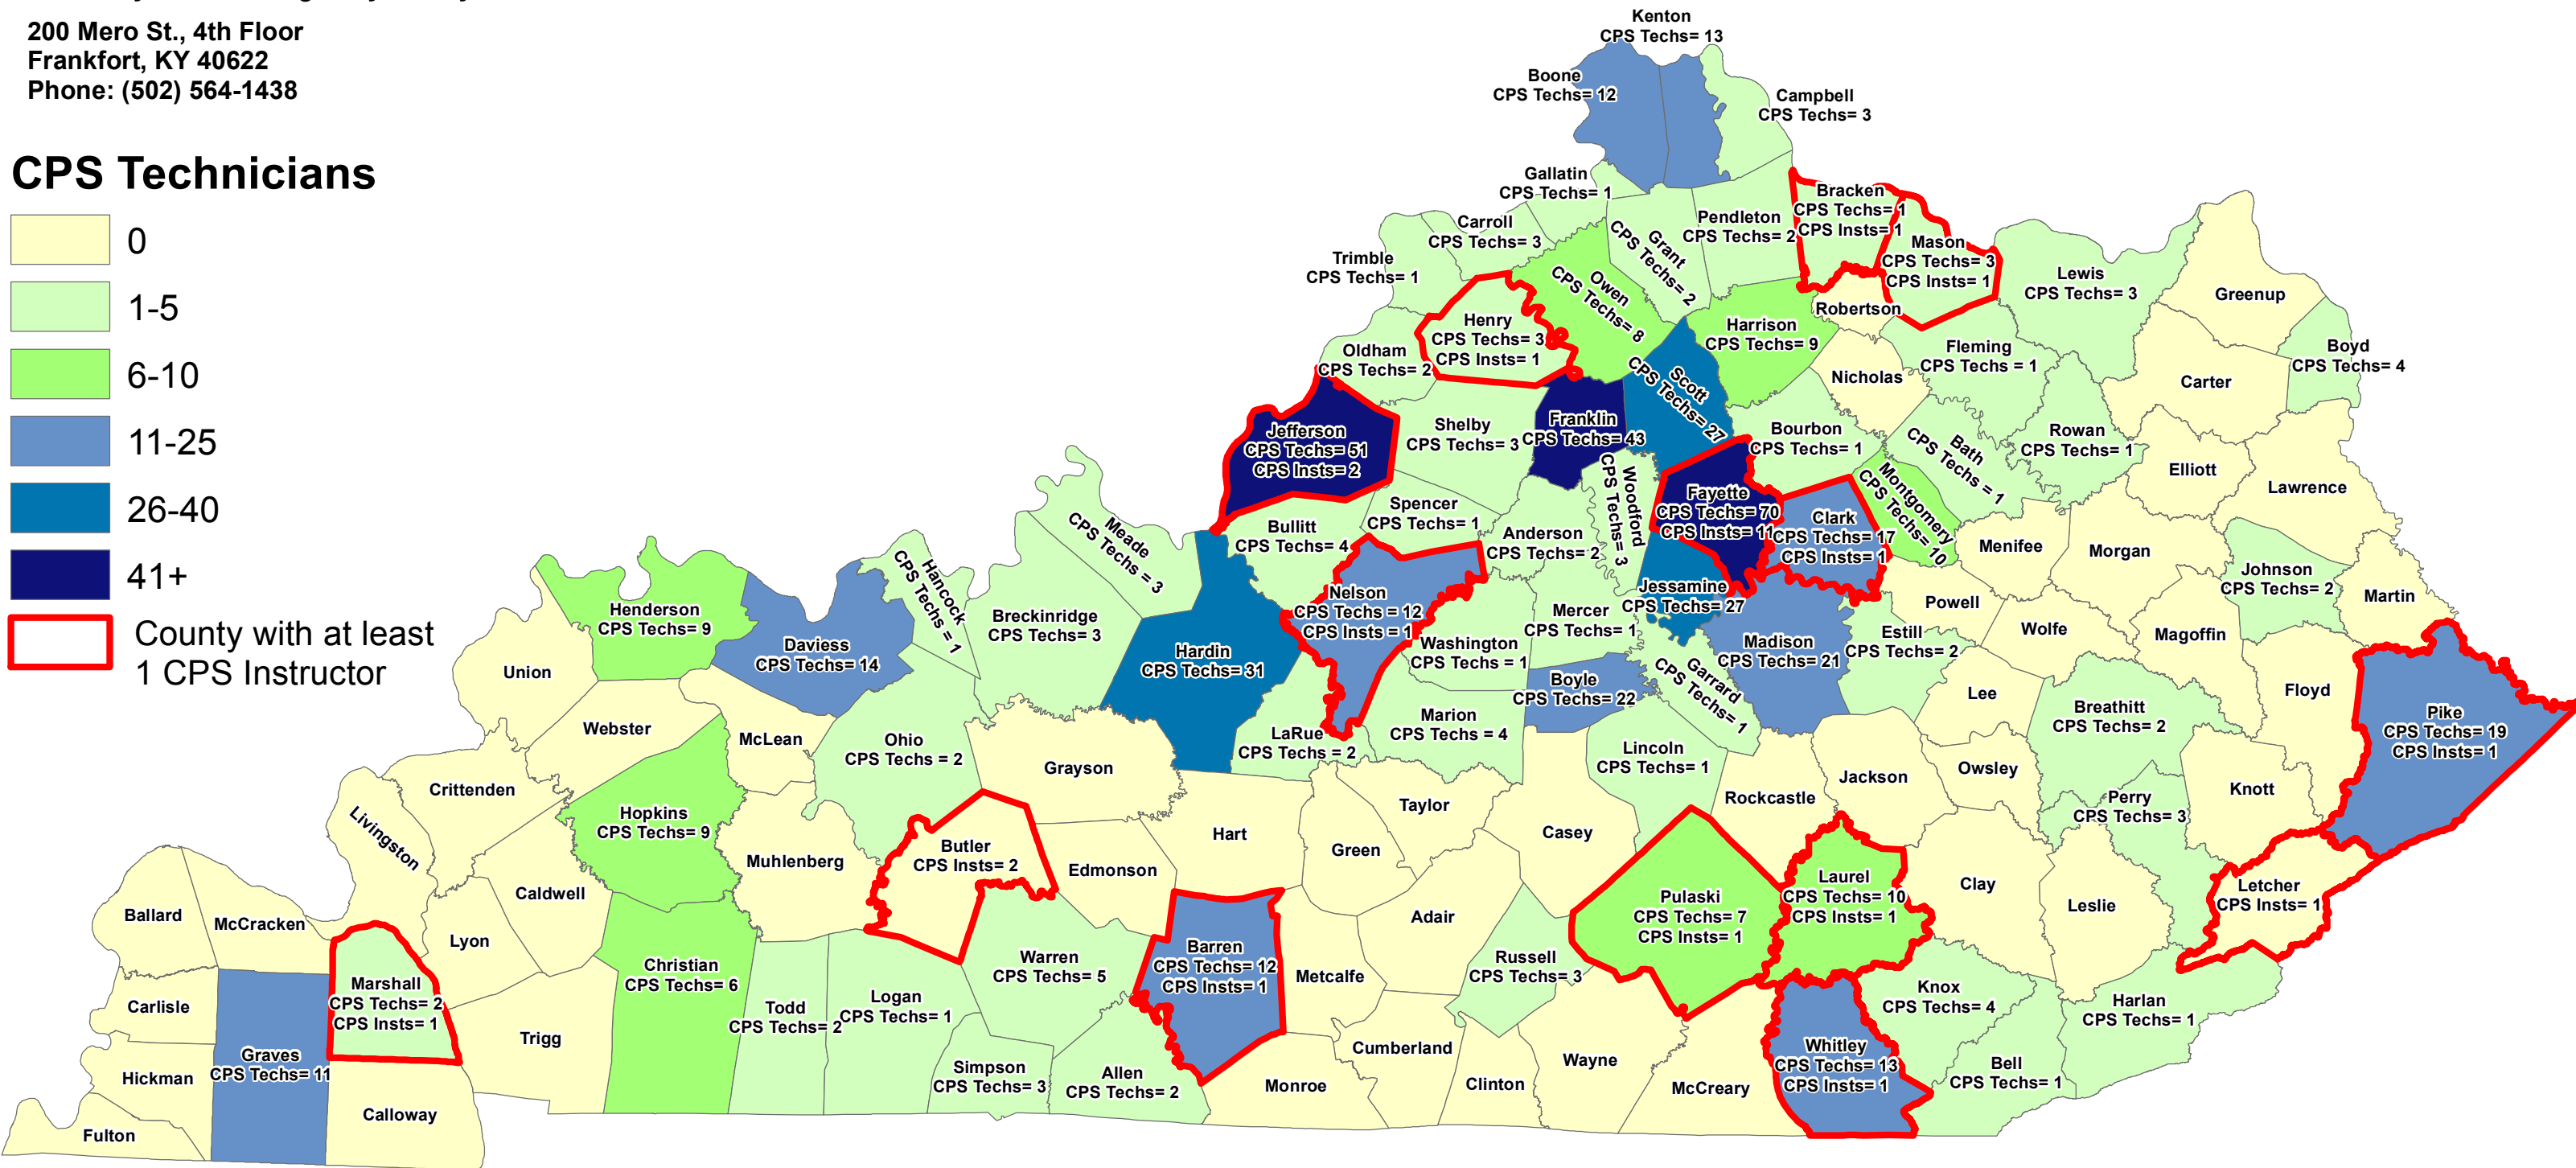 200 Mero St., 4th Floor
Frankfort, KY 40622
Phone: (502) 564-1438
CPS Technicians
0
1-5
6-10
11-25
26-40
41+
County with at least
1 CPS Instructor
Kenton
CPS Techs= 13
Boone
CPS Techs= 12
Campbell
CPS Techs= 3
Gallatin
CPS Techs= 1
Carroll
CPS Techs= 3
Trimble
CPS Techs= 1
Owen
CPS Techs= 8
Grant
CPS Techs= 2
Pendleton
CPS Techs= 2
Bracken
CPS Techs= 1
CPS Insts= 1
Mason
CPS Techs= 3
CPS Insts= 1
Lewis
CPS Techs= 3
Greenup
Robertson
Henry
CPS Techs= 3
CPS Insts= 1
Harrison
CPS Techs= 9
Oldham
CPS Techs= 2
Fleming
CPS Techs= 1
Boyd
CPS Techs= 4
Nicholas
Carter
Scott
CPS Techs= 27
Jefferson
CPS Techs= 51
CPS Insts= 2
Shelby
CPS Techs= 3
Franklin
CPS Techs= 43
Bourbon
CPS Techs= 1
Bath
CPS Techs = 1
Rowan
CPS Techs= 1
Elliott
Lawrence
Woodford
CPS Techs= 3
Fayette
CPS Techs= 70
CPS Insts= 11
Clark
CPS Techs= 17
CPS Insts= 1
Montgomery
CPS Techs= 10
Spencer
CPS Techs= 1
Bullitt
CPS Techs= 4
Anderson
CPS Techs= 2
Meade
CPS Techs = 3
Menifee
Morgan
Johnson
CPS Techs= 2
Martin
Hancock
CPS Techs = 1
Breckinridge
CPS Techs= 3
Henderson
CPS Techs= 9
Daviess
CPS Techs= 14
Union
Hardin
CPS Techs= 31
Nelson
CPS Techs = 12
CPS Insts = 1
Washington
CPS Techs = 1
Mercer
CPS Techs= 1
Jessamine
CPS Techs= 27
Madison
CPS Techs= 21
Estill
CPS Techs= 2
Powell
Wolfe
Magoffin
Boyle
CPS Techs= 22
Garrard
CPS Techs= 1
Lee
Breathitt
CPS Techs= 2
Floyd
Pike
CPS Techs= 19
CPS Insts= 1
Webster
McLean
Ohio
CPS Techs = 2
Grayson
LaRue
CPS Techs = 2
Marion
CPS Techs = 4
Lincoln
CPS Techs= 1
Rockcastle
Jackson
Owsley
Perry
CPS Techs= 3
Knott
Crittenden
Livingston
Hopkins
CPS Techs= 9
Muhlenberg
Butler
CPS Insts= 2
Edmonson
Hart
Green
Taylor
Casey
Caldwell
Adair
Pulaski
CPS Techs= 7
CPS Insts= 1
Laurel
CPS Techs= 10
CPS Insts= 1
Clay
Leslie
Letcher
CPS Insts= 1
Ballard
McCracken
Lyon
Christian
CPS Techs= 6
Warren
CPS Techs= 5
Barren
CPS Techs= 12
CPS Insts= 1
Metcalfe
Russell
CPS Techs= 3
Marshall
CPS Techs= 2
CPS Insts= 1
Carlisle
Todd
CPS Techs= 2
Logan
CPS Techs= 1
Knox
CPS Techs= 4
Harlan
CPS Techs= 1
Graves
CPS Techs= 11
Hickman
Trigg
Simpson
CPS Techs= 3
Allen
CPS Techs= 2
Monroe
Cumberland
Clinton
Wayne
McCreary
Whitley
CPS Techs= 13
CPS Insts= 1
Bell
CPS Techs= 1
Fulton
Calloway